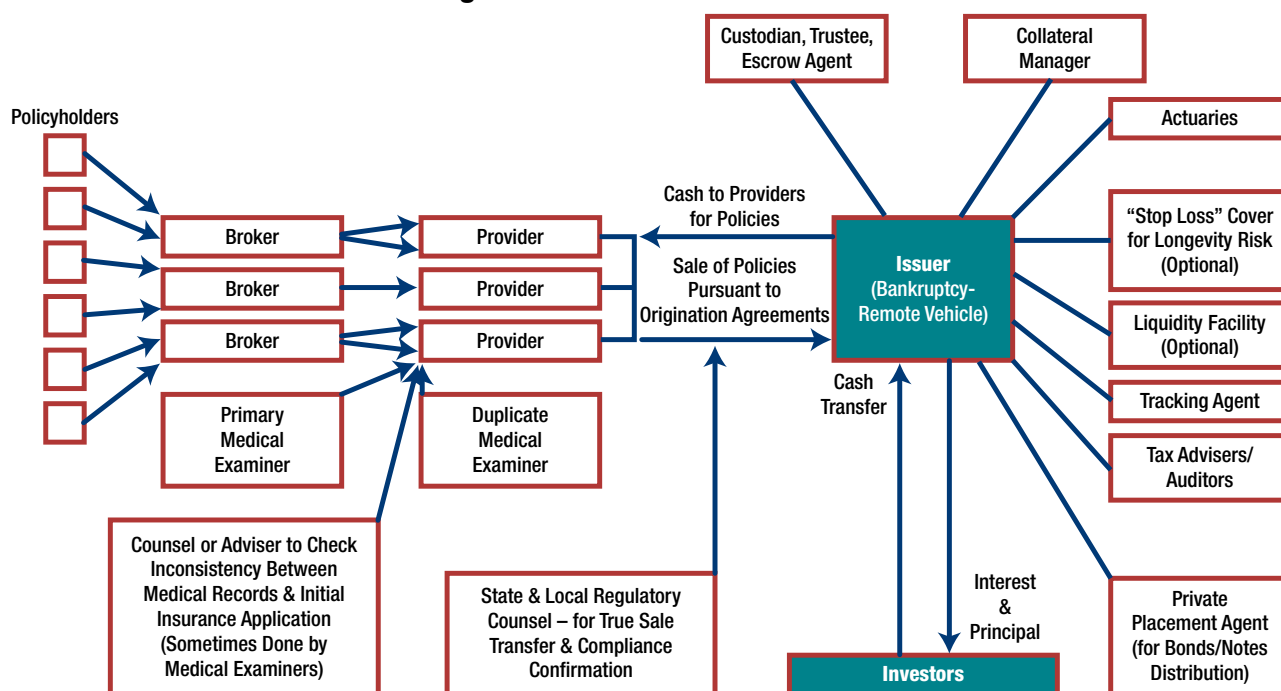 Custodian, Trustee,
Escrow Agent
Collateral
Manager
Policyholders
Actuaries
Cash to Providers
for Policies
“Stop Loss” Cover
for Longevity Risk
(Optional)
Broker
Provider
Issuer
(Bankruptcy-
Remote Vehicle)
Sale of Policies
Pursuant to
Origination Agreements
Broker
Provider
Liquidity Facility
(Optional)
Broker
Provider
Cash
Transfer
Tracking Agent
Primary
Medical
Examiner
Duplicate
Medical
Examiner
Tax Advisers/
Auditors
Counsel or Adviser to Check
Inconsistency Between
Medical Records & Initial
Insurance Application
(Sometimes Done by
Medical Examiners)
State & Local Regulatory
Counsel – for True Sale
Transfer & Compliance
Confirmation
Interest
&
Principal
Private
Placement Agent
(for Bonds/Notes
Distribution)
Investors